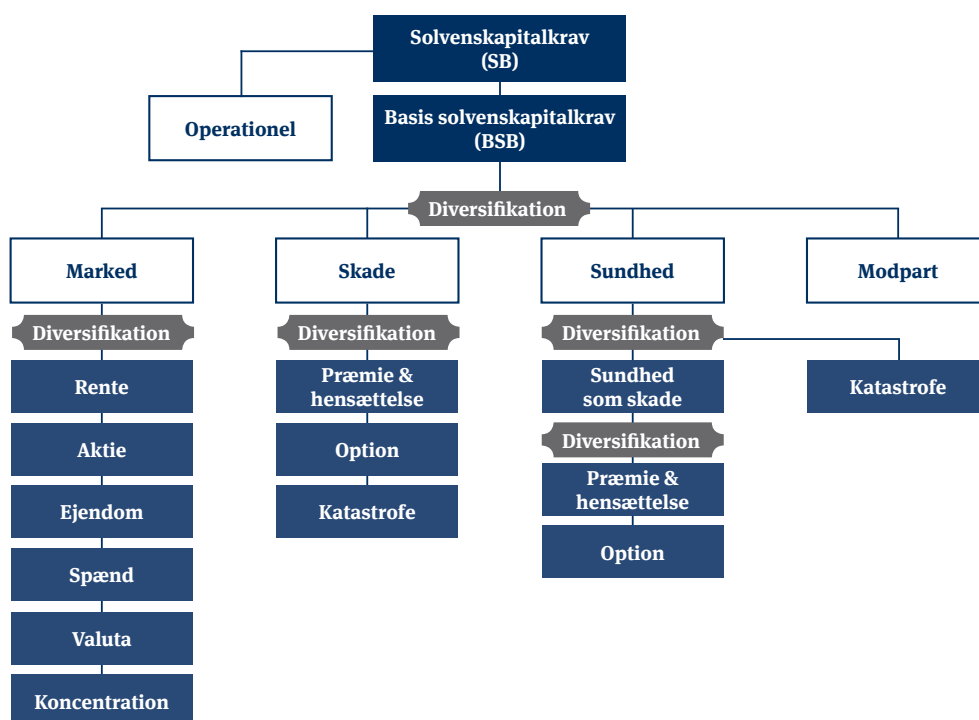 Solvenskapitalkrav
(SB)
Operationel
Basis solvenskapitalkrav
(BSB)
Diversifikation
Marked
Skade
Sundhed
Modpart
Diversifikation
Diversifikation
Diversifikation
Rente
Præmie &
hensættelse
Sundhed
som skade
Katastrofe
Aktie
Option
Diversifikation
Ejendom
Katastrofe
Præmie &
hensættelse
Spænd
Option
Valuta
Koncentration